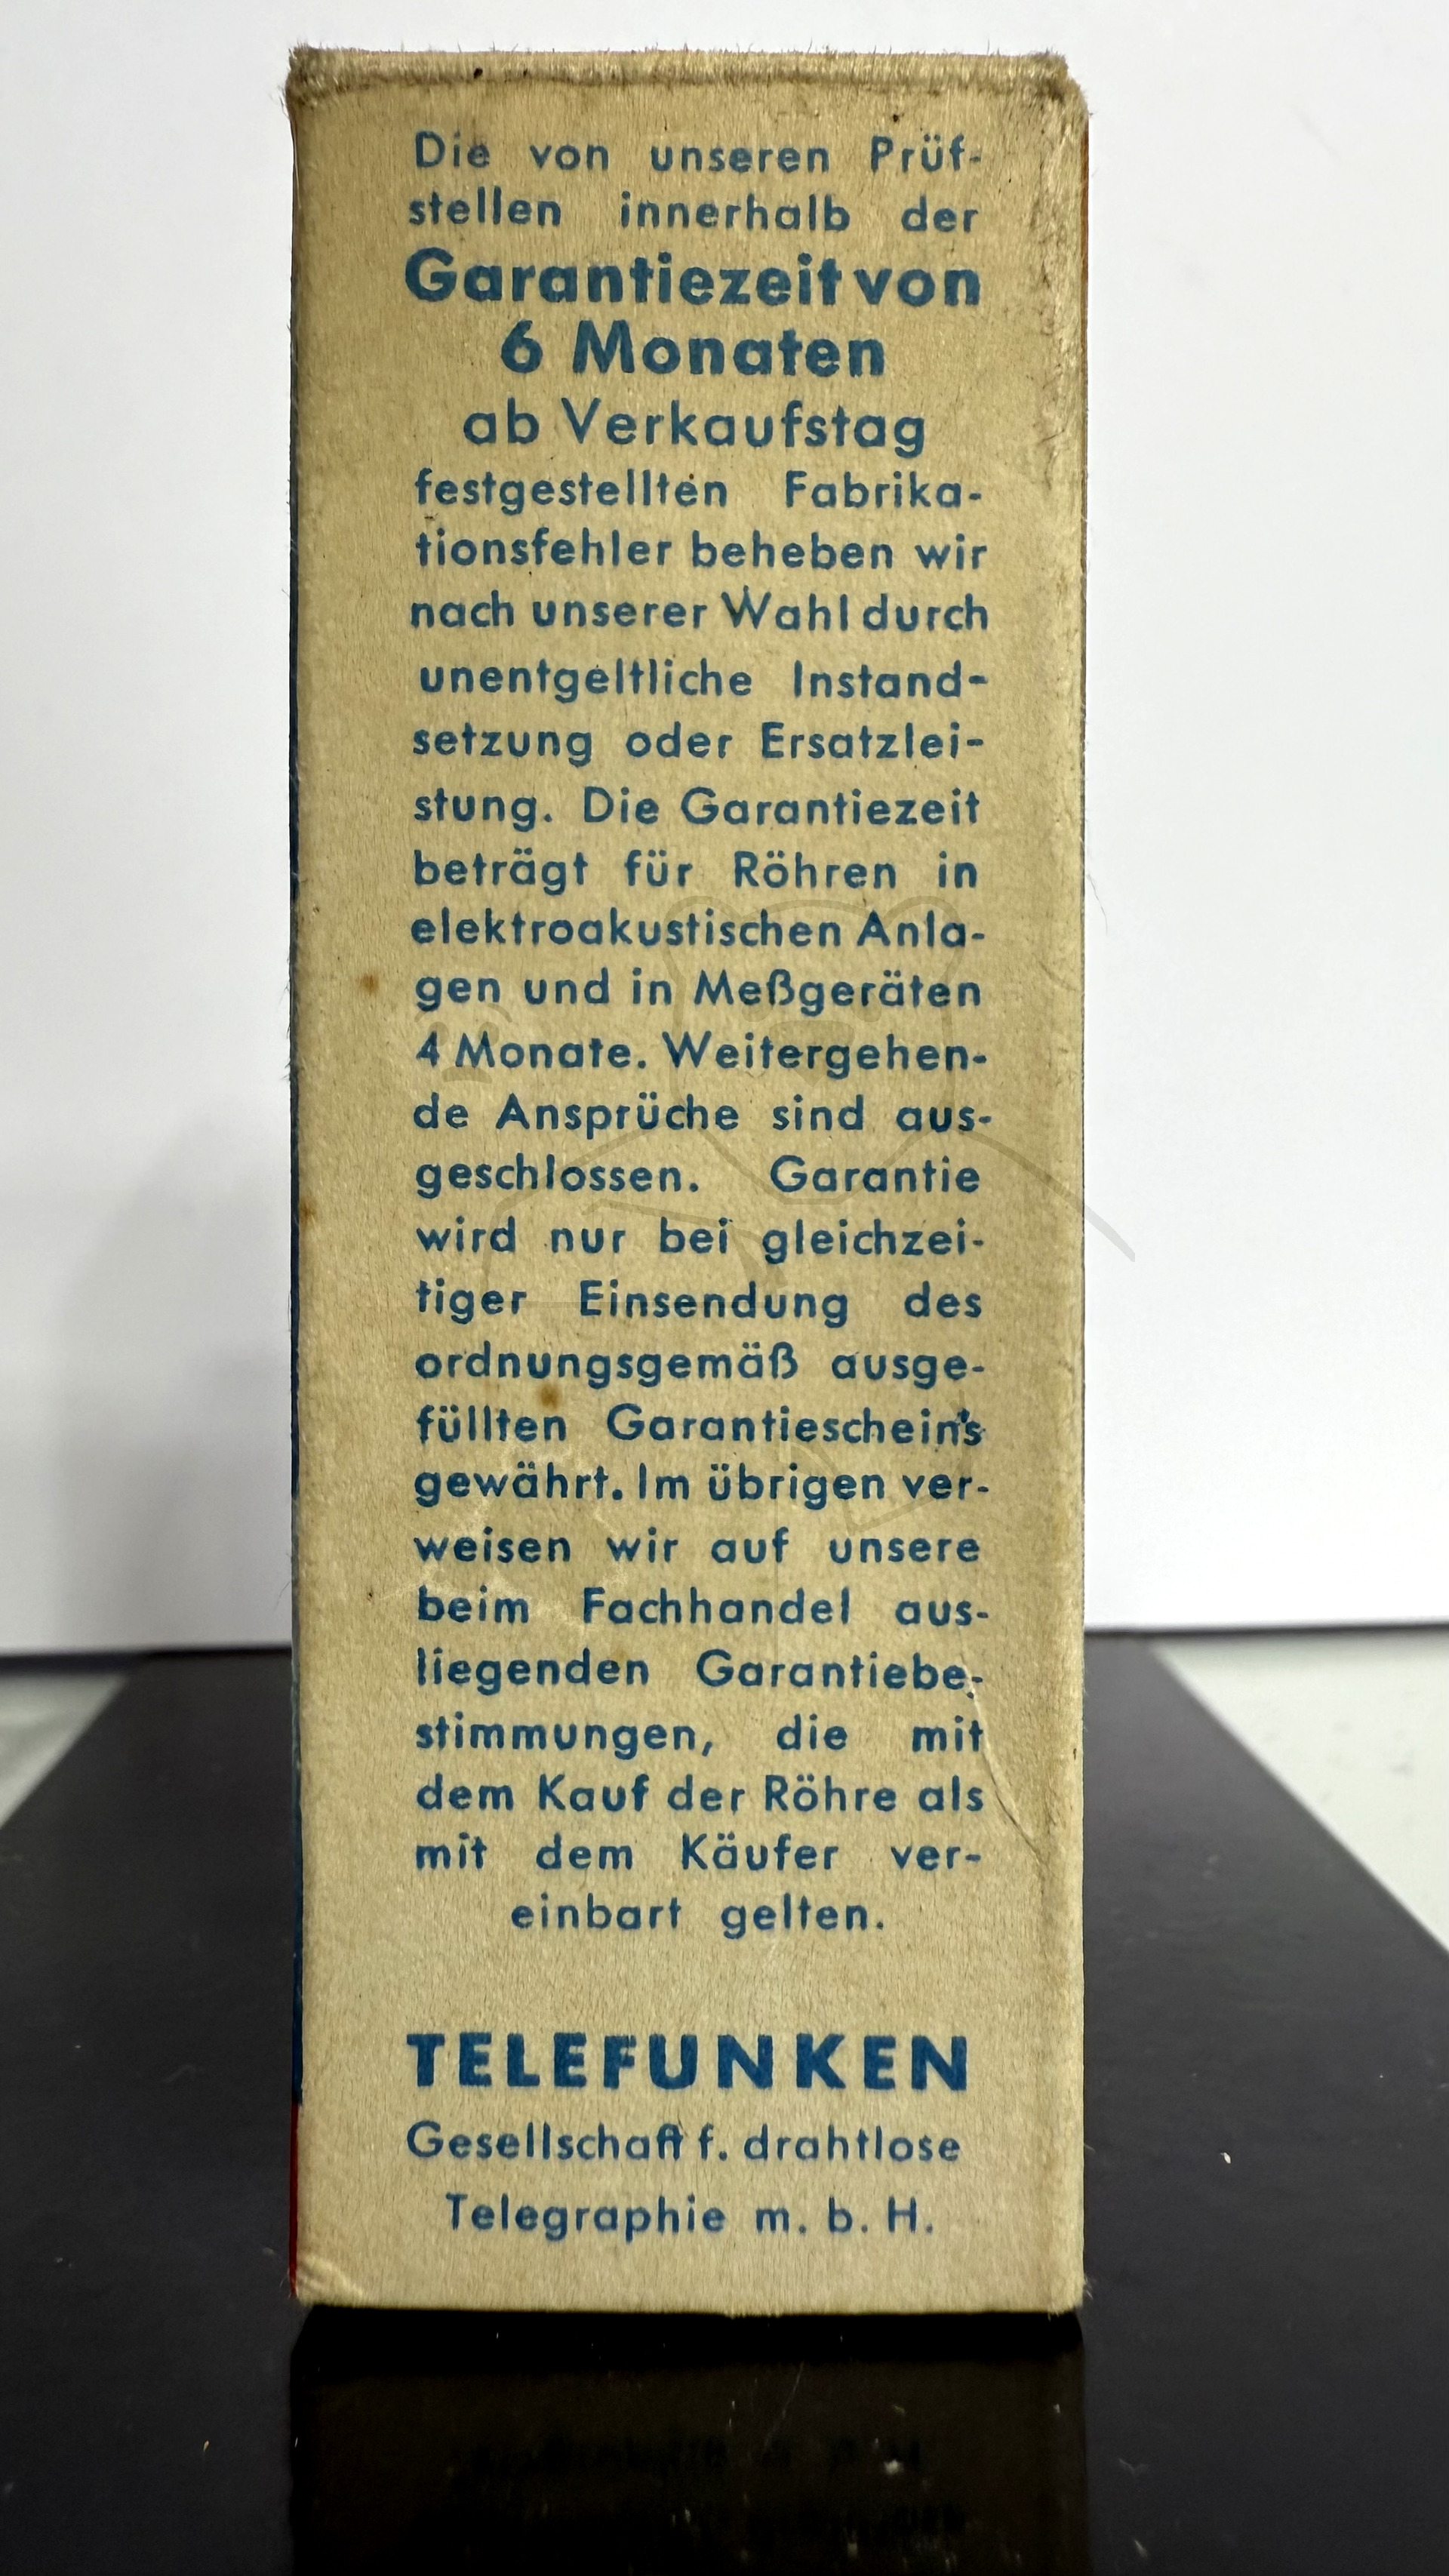 Die von unseren Prüf-
stellen innerhalb der
Garantiezeit von
6 Monaten
ab Verkaufstag
festgestellten Fabrika-
tionsfehler beheben wir
nach unserer Wahl durch
unentgeltliche Instand-
setzung oder Ersatzlei-
stung. Die Garantiezeit
beträgt für Röhren in
elektroakustischen Anla-
gen und in Meßgeräten
4 Monate. Weitergehen-
de Ansprüche sind aus-
geschlossen. Garantie
wird nur bei gleichzei-
tiger Einsendung des
ordnungsgemäß ausge-
füllten Garantieschein's
gewährt. Im übrigen ver-
weisen wir auf unsere
beim Fachhandel aus-
liegenden Garantiebe-
stimmungen, die mit
dem Kauf der Röhre als
mit dem Käufer ver-
einbart gelten.
TELEFUNKEN
Gesellschaft f. drahtlose
Telegraphie m. b. H.